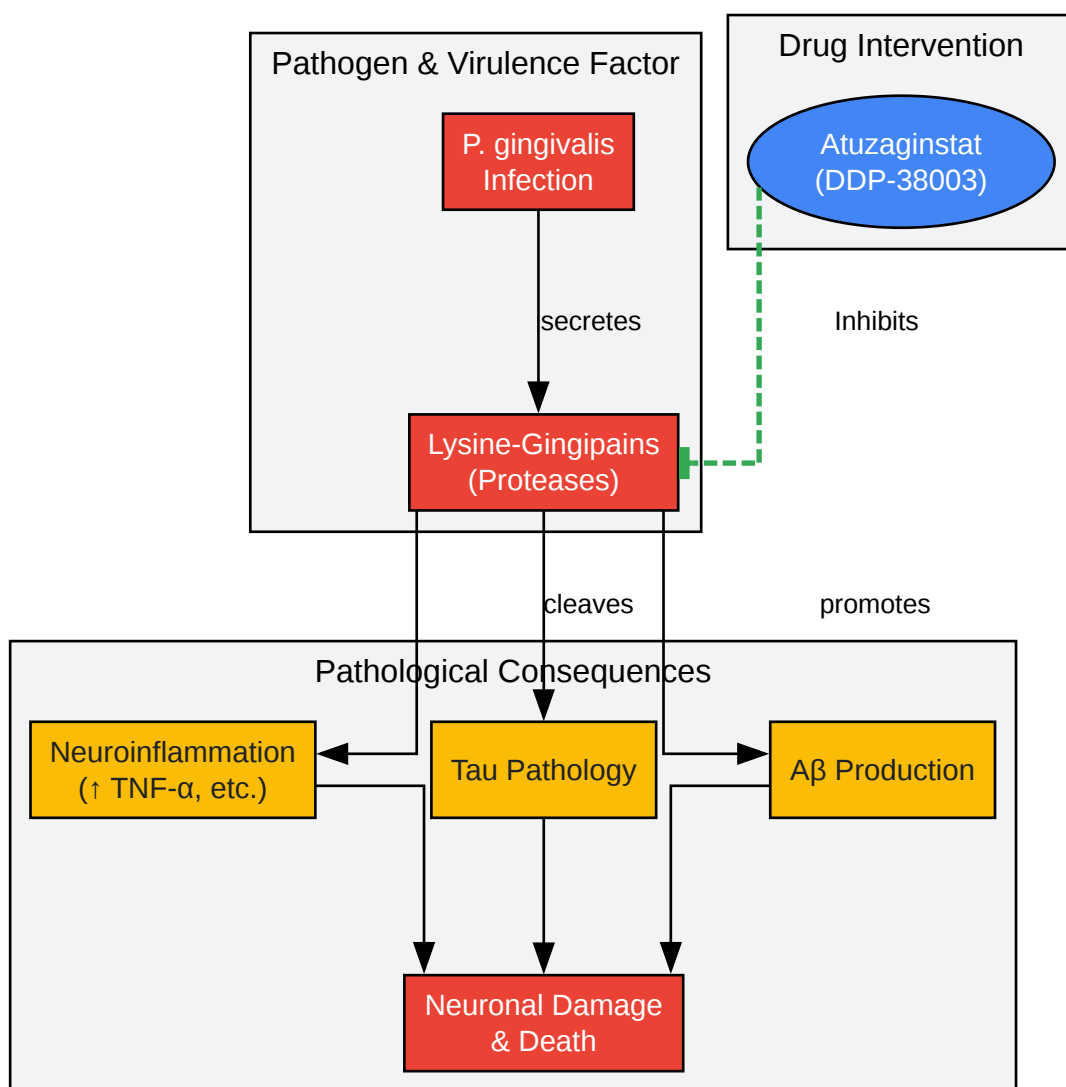 Pathogen & Virulence Factor
Drug Intervention
P. gingivalis
Infection
Atuzaginstat
(DDP-38003)
secretes
Inhibits
Lysine-Gingipains
(Proteases)
cleaves
promotes
Pathological Consequences
Neuroinflammation
(↑ TNF-α, etc.)
Tau Pathology
Aβ Production
Neuronal Damage
& Death